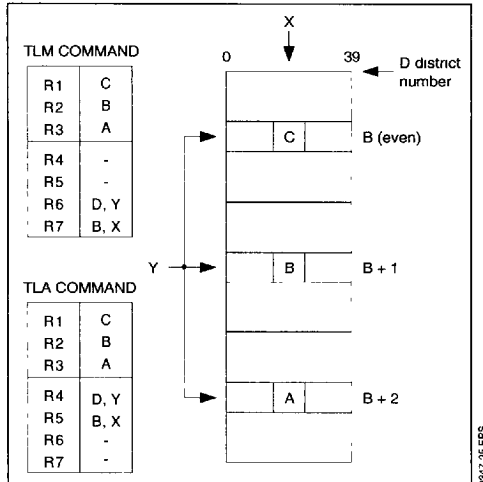 X
0 39
D district
number
TLM COMMAND
R1 C
R2 B
R3 A
R4 -
R5 -
R6 D, Y
R7 B, X
C B (even)
Y B B + 1
TLA COMMAND
R1 C
R2 B
R3 A
R4 D, Y
R5 B, X
R6 -
R7 -
A B + 2